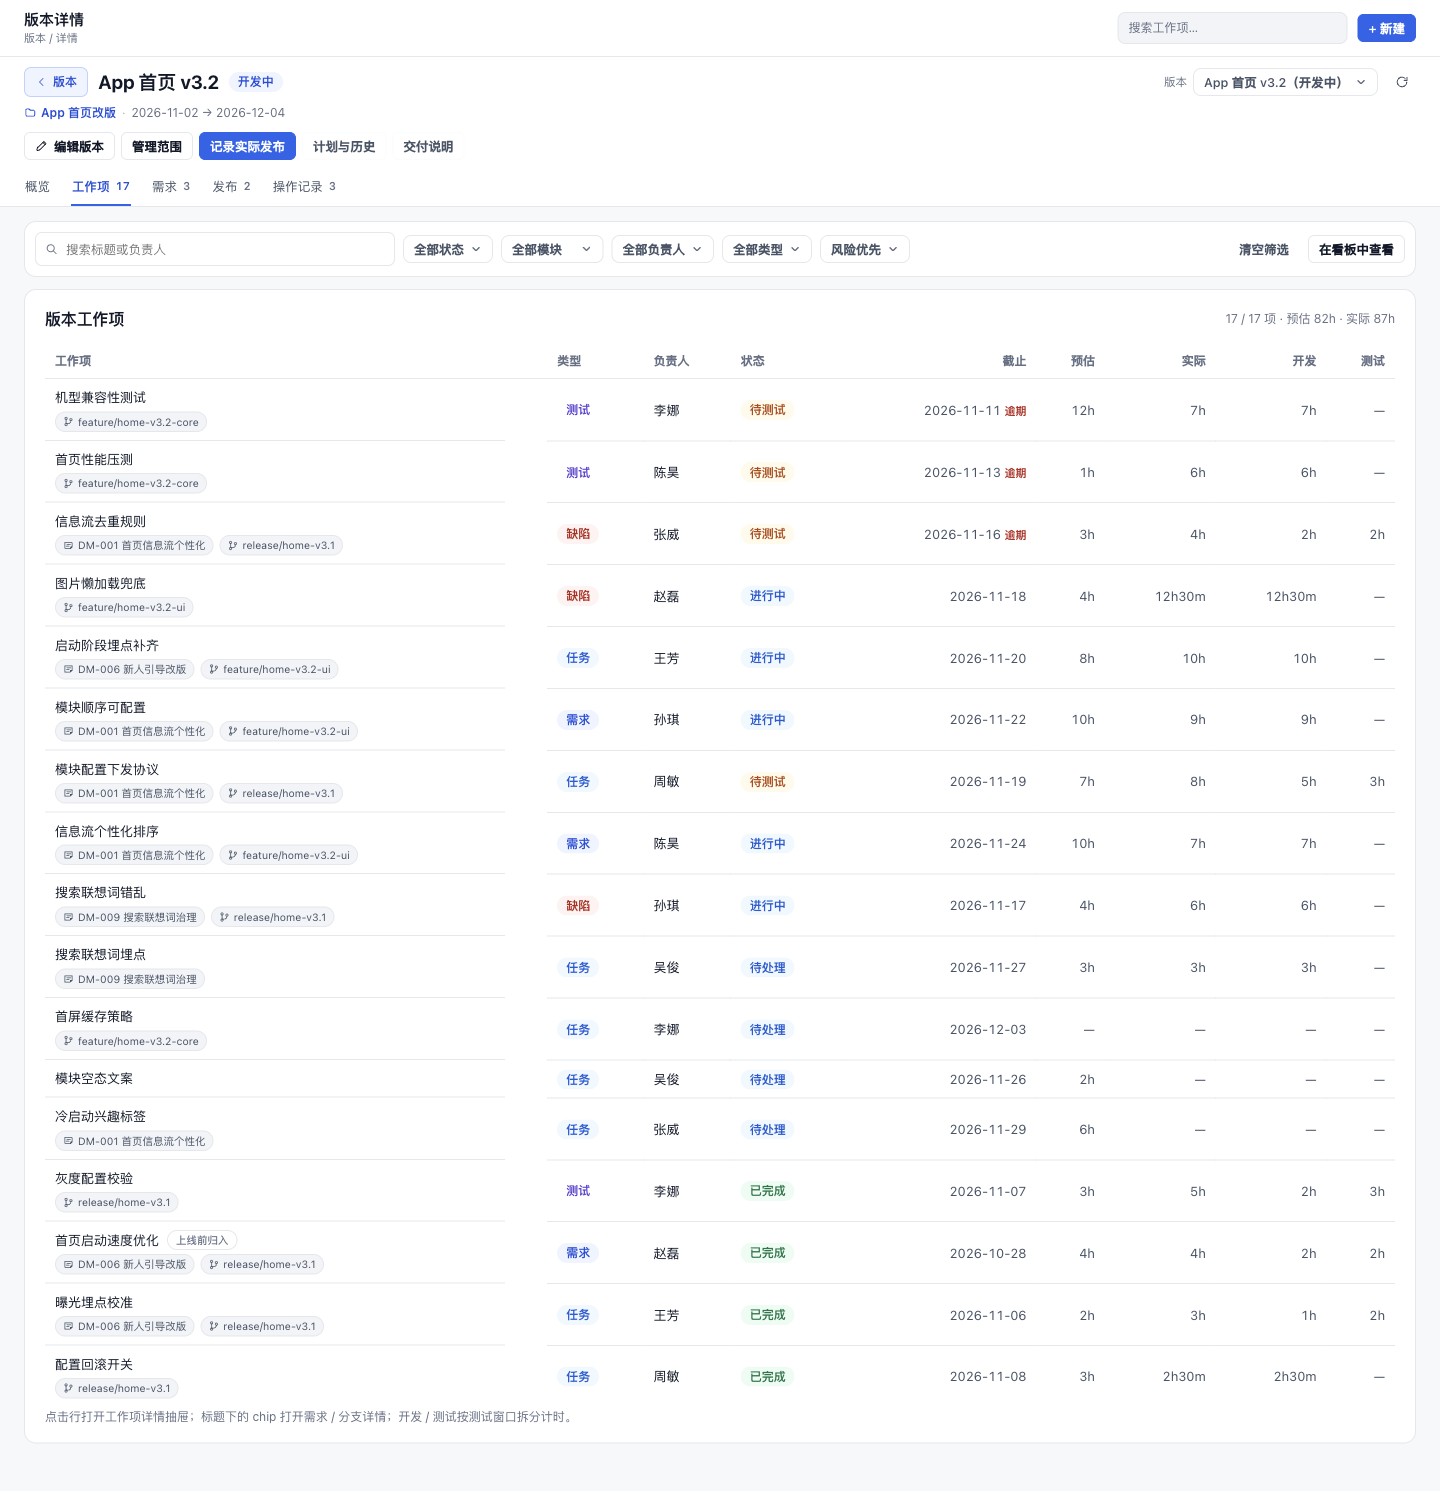 版本详情
版本 / 详情
搜索工作项...
+ 新建
版本
App 首页 v3.2
开发中
版本
App 首页 v3.2（开发中）
App 首页改版 · 2026-11-02 → 2026-12-04
编辑版本
管理范围
记录实际发布
计划与历史
交付说明
概览
工作项 17
需求 3
发布 2
操作记录 3
搜索标题或负责人
全部状态
全部模块
全部负责人
全部类型
风险优先
清空筛选
在看板中查看
版本工作项
17 / 17 项 · 预估 82h · 实际 87h
工作项 类型 负责人 状态 截止 预估 实际 开发 测试
机型兼容性测试
feature/home-v3.2-core
测试 李娜 待测试 2026-11-11 逾期 12h 7h 7h —
首页性能压测
feature/home-v3.2-core
测试 陈昊 待测试 2026-11-13 逾期 1h 6h 6h —
信息流去重规则
DM-001 首页信息流个性化 release/home-v3.1
缺陷 张威 待测试 2026-11-16 逾期 3h 4h 2h 2h
图片懒加载兜底
feature/home-v3.2-ui
缺陷 赵磊 进行中 2026-11-18 4h 12h30m 12h30m —
启动阶段埋点补齐
DM-006 新人引导改版 feature/home-v3.2-ui
任务 王芳 进行中 2026-11-20 8h 10h 10h —
模块顺序可配置
DM-001 首页信息流个性化 feature/home-v3.2-ui
需求 孙琪 进行中 2026-11-22 10h 9h 9h —
模块配置下发协议
DM-001 首页信息流个性化 release/home-v3.1
任务 周敏 待测试 2026-11-19 7h 8h 5h 3h
信息流个性化排序
DM-001 首页信息流个性化 feature/home-v3.2-ui
需求 陈昊 进行中 2026-11-24 10h 7h 7h —
搜索联想词错乱
DM-009 搜索联想词治理 release/home-v3.1
缺陷 孙琪 进行中 2026-11-17 4h 6h 6h —
搜索联想词埋点
DM-009 搜索联想词治理
任务 吴俊 待处理 2026-11-27 3h 3h 3h —
首屏缓存策略
feature/home-v3.2-core
任务 李娜 待处理 2026-12-03 — — — —
模块空态文案
任务 吴俊 待处理 2026-11-26 2h — — —
冷启动兴趣标签
DM-001 首页信息流个性化
任务 张威 待处理 2026-11-29 6h — — —
灰度配置校验
release/home-v3.1
测试 李娜 已完成 2026-11-07 3h 5h 2h 3h
首页启动速度优化 上线前归入
DM-006 新人引导改版 release/home-v3.1
需求 赵磊 已完成 2026-10-28 4h 4h 2h 2h
曝光埋点校准
DM-006 新人引导改版 release/home-v3.1
任务 王芳 已完成 2026-11-06 2h 3h 1h 2h
配置回滚开关
release/home-v3.1
任务 周敏 已完成 2026-11-08 3h 2h30m 2h30m —
点击行打开工作项详情抽屉；标题下的 chip 打开需求 / 分支详情；开发 / 测试按测试窗口拆分计时。